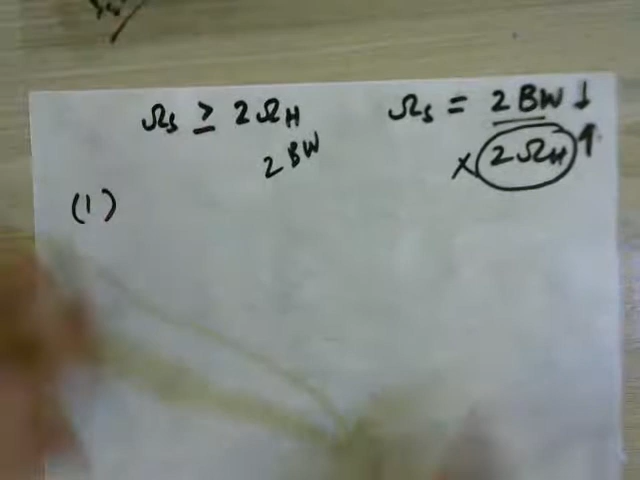 Ωs ≥ 2ΩH
2BW
Ωs = 2BW ↓
× 2ΩH ↑
(1)